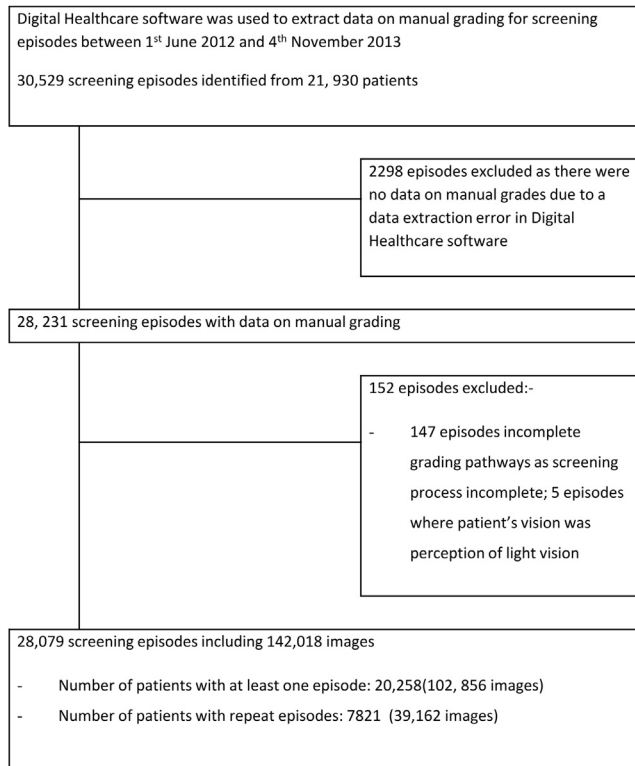 Digital Healthcare software was used to extract data on manual grading for screening
episodes between 1st June 2012 and 4th November 2013
30,529 screening episodes identified from 21, 930 patients
2298 episodes excluded as there were
no data on manual grades due to a
data extraction error in Digital
Healthcare software
28, 231 screening episodes with data on manual grading
152 episodes excluded:-
- 147 episodes incomplete
grading pathways as screening
process incomplete; 5 episodes
where patient’s vision was
perception of light vision
28,079 screening episodes including 142,018 images
- Number of patients with at least one episode: 20,258(102, 856 images)
- Number of patients with repeat episodes: 7821 (39,162 images)